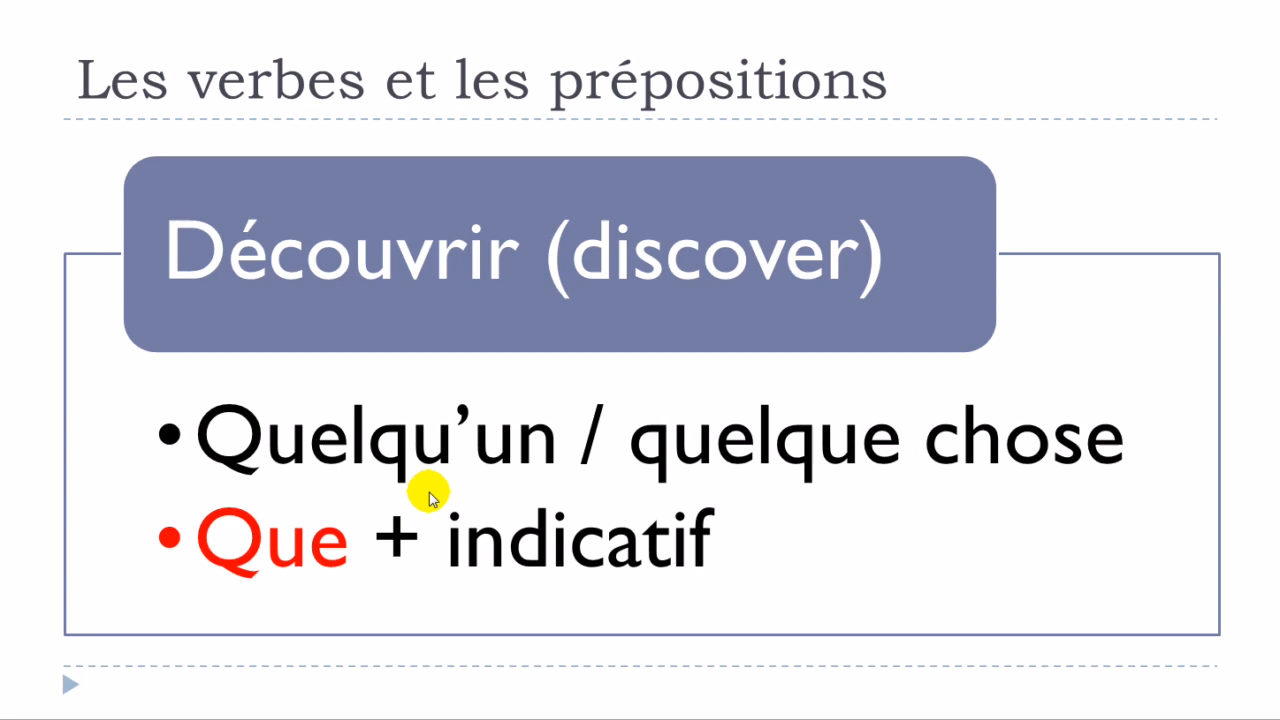 Les verbes et les prépositions
Découvrir (discover)
• Quelqu’un / quelque chose
• Que + indicatif